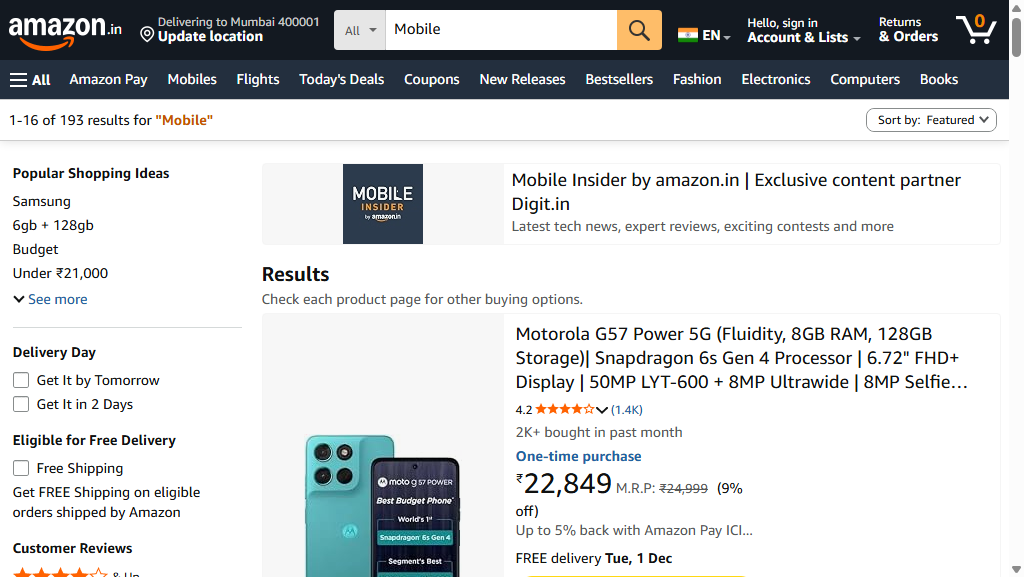 amazon.in
Delivering to Mumbai 400001
Update location
All
Mobile
EN
Hello, sign in
Account & Lists
Returns
& Orders
0
All
Amazon Pay
Mobiles
Flights
Today's Deals
Coupons
New Releases
Bestsellers
Fashion
Electronics
Computers
Books
1-16 of 193 results for "Mobile"
Sort by: Featured
Popular Shopping Ideas
Samsung
6gb + 128gb
Budget
Under ₹21,000
See more
Delivery Day
Get It by Tomorrow
Get It in 2 Days
Eligible for Free Delivery
Free Shipping
Get FREE Shipping on eligible
orders shipped by Amazon
Customer Reviews
& Up
MOBILE
INSIDER
by amazon.in
Mobile Insider by amazon.in | Exclusive content partner
Digit.in
Latest tech news, expert reviews, exciting contests and more
Results
Check each product page for other buying options.
moto g 57 POWER
Best Budget Phone*
World's 1st
Snapdragon 6s Gen 4
Segment's Best
Motorola G57 Power 5G (Fluidity, 8GB RAM, 128GB
Storage)| Snapdragon 6s Gen 4 Processor | 6.72" FHD+
Display | 50MP LYT-600 + 8MP Ultrawide | 8MP Selfie…
4.2 (1.4K)
2K+ bought in past month
One-time purchase
₹22,849 M.R.P: ₹24,999 (9%
off)
Up to 5% back with Amazon Pay ICI…
FREE delivery Tue, 1 Dec